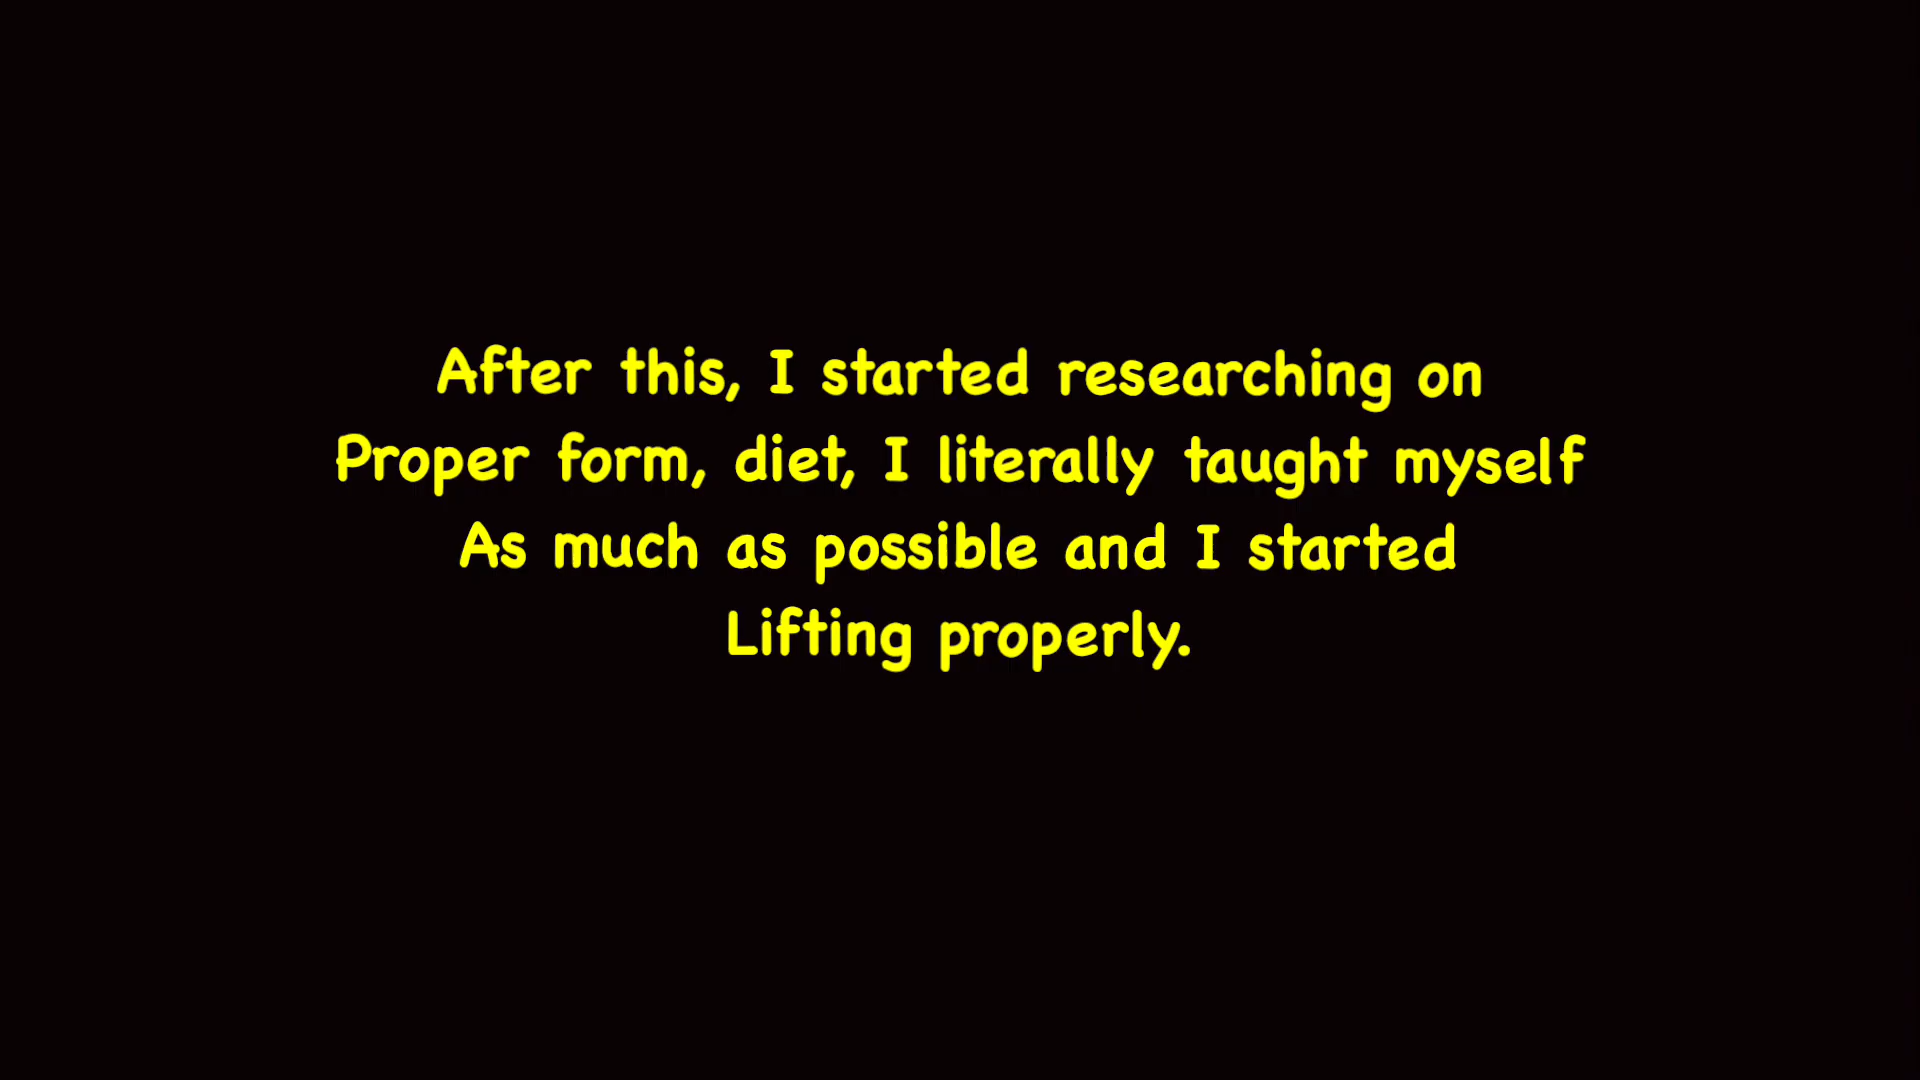 After this, I started researching on
Proper form, diet, I literally taught myself
As much as possible and I started
Lifting properly.